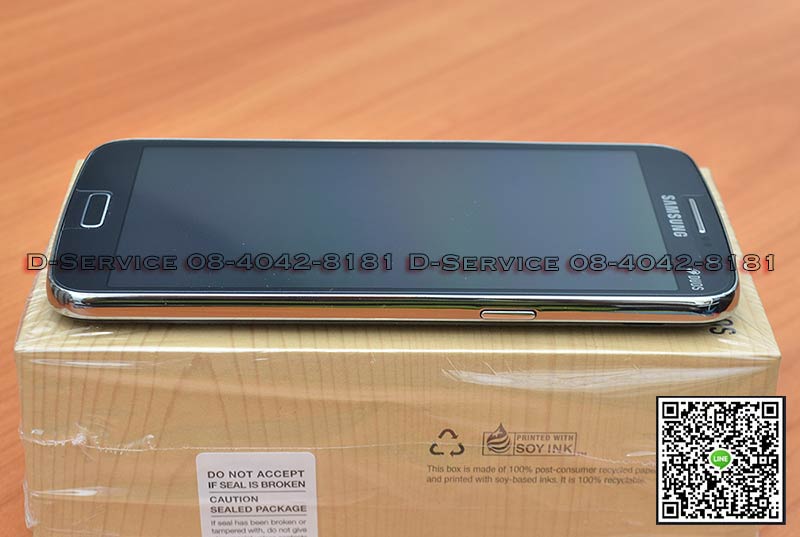 SAMSUNG
DUOS
D-Service 08-4042-8181 D-Service 08-4042-8181
OS
PRINTED WITH
SOY INK™
This box is made of 100% post-consumer recycled pape
and printed with soy-based inks. It is 100% recyclable.
DO NOT ACCEPT
IF SEAL IS BROKEN
CAUTION
SEALED PACKAGE
If seal has been broken or
tampered with, do not give
LINE